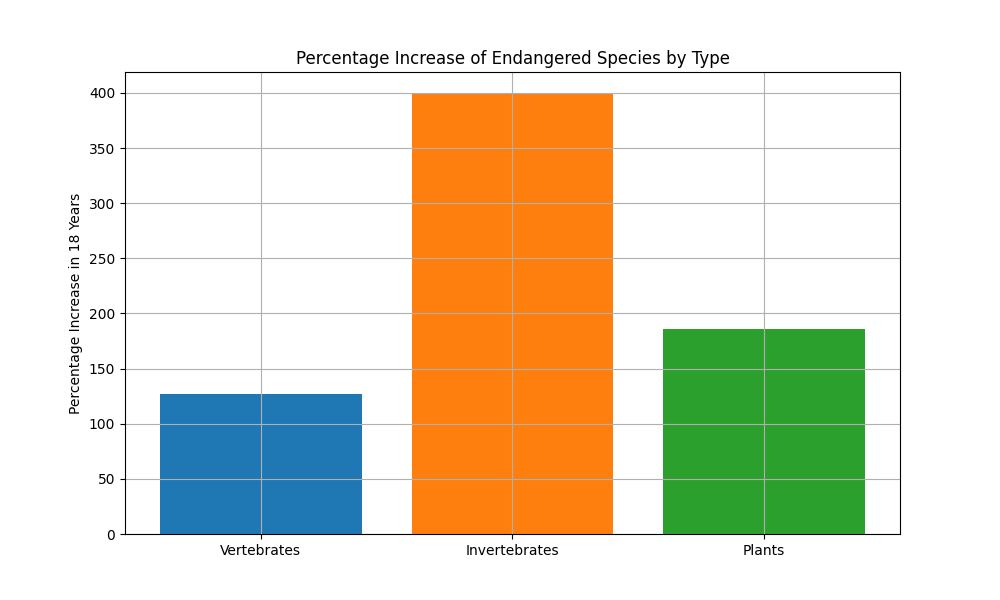 Percentage Increase of Endangered Species by Type
Percentage Increase in 18 Years
400
350
300
250
200
150
100
50
0
Vertebrates
Invertebrates
Plants